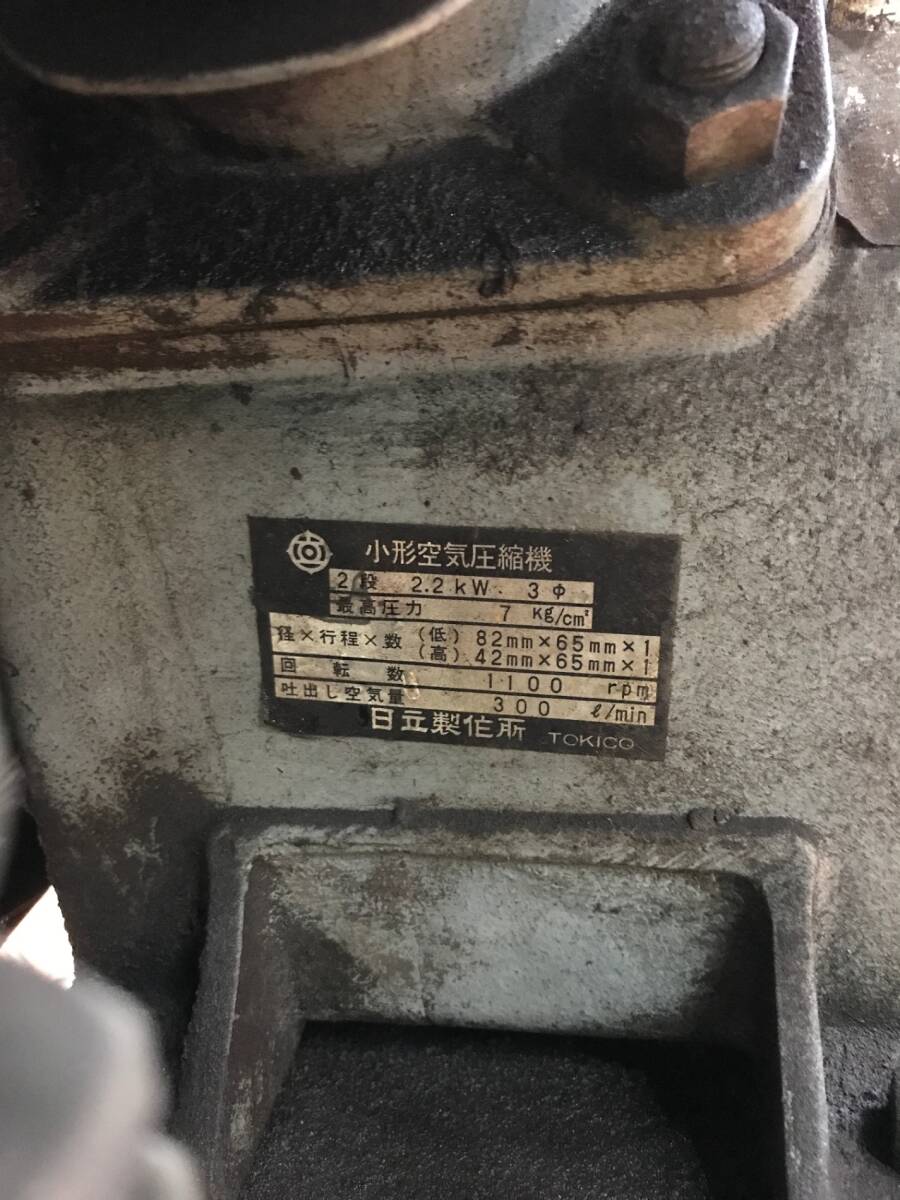 小形空気圧縮機
2段 2.2kW. 3Φ
最高圧力 7 Kg/cm²
径×行程×数 (低) 82mm×65mm×1
(高) 42mm×65mm×1
回転数 1100 rpm
吐出し空気量 300 ℓ/min
日立製作所 TOKICO